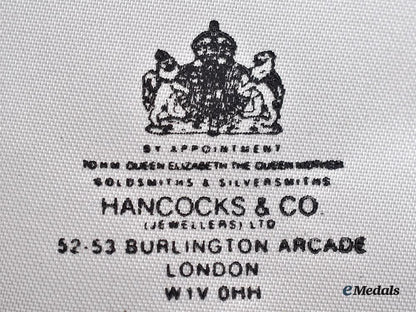 BY APPOINTMENT
TO H M QUEEN ELIZABETH THE QUEEN MOTHER
GOLDSMITHS & SILVERSMITHS
HANCOCKS & CO.
(JEWELLERS) LTD
52-53 BURLINGTON ARCADE
LONDON
W1V 0HH
eMedals